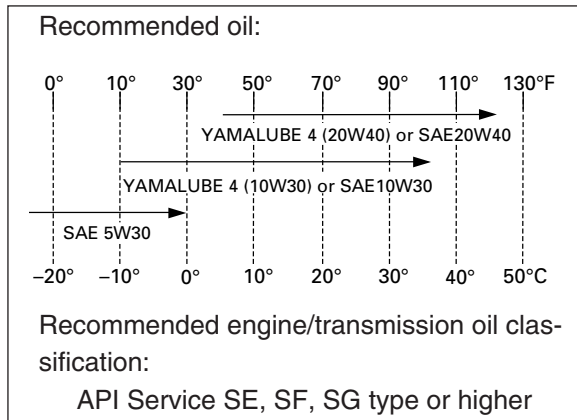 Recommended oil:
0° 10° 30° 50° 70° 90° 110° 130°F
YAMALUBE 4 (20W40) or SAE20W40
YAMALUBE 4 (10W30) or SAE10W30
SAE 5W30
–20° –10° 0° 10° 20° 30° 40° 50°C
Recommended engine/transmission oil clas-
sification:
API Service SE, SF, SG type or higher